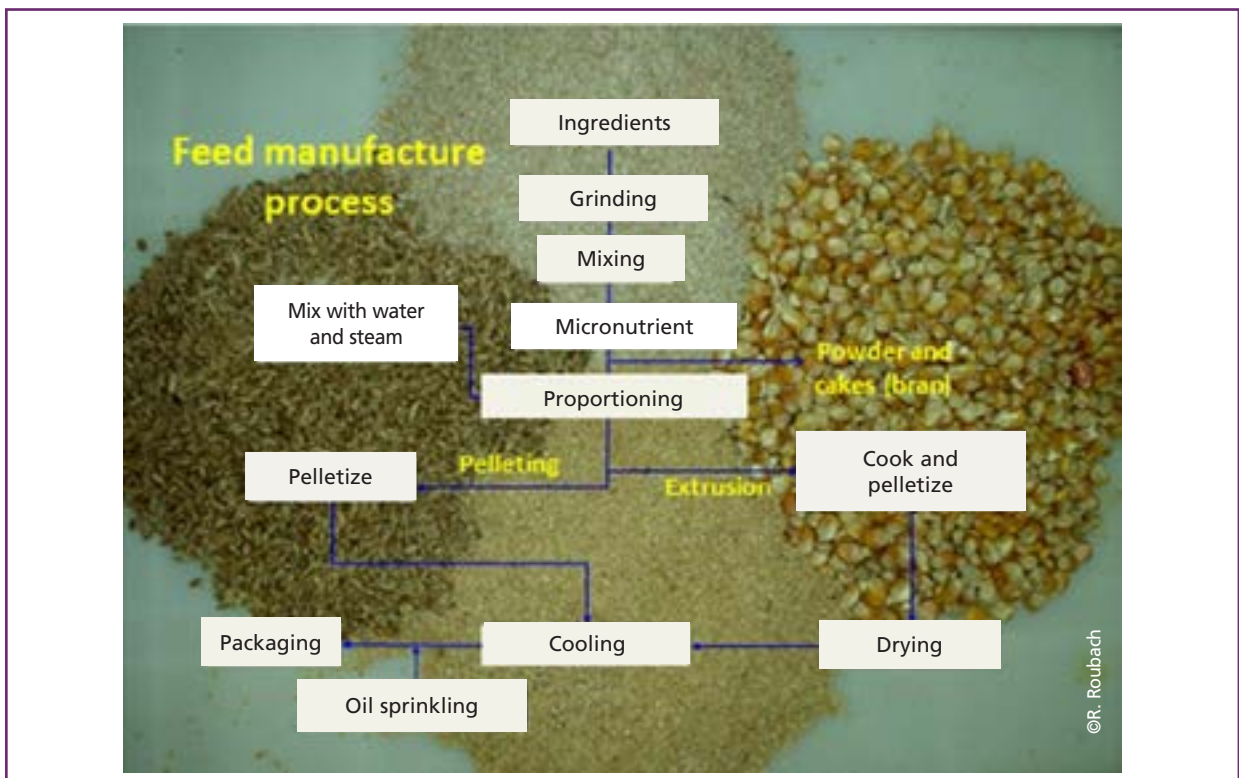 Feed manufacture
process
Ingredients
Grinding
Mixing
Mix with water
and steam
Micronutrient
Powder and
cakes (bran)
Proportioning
Pelletize
Pelleting
Extrusion
Cook and
pelletize
Packaging
Cooling
Drying
Oil sprinkling
©R. Roubach